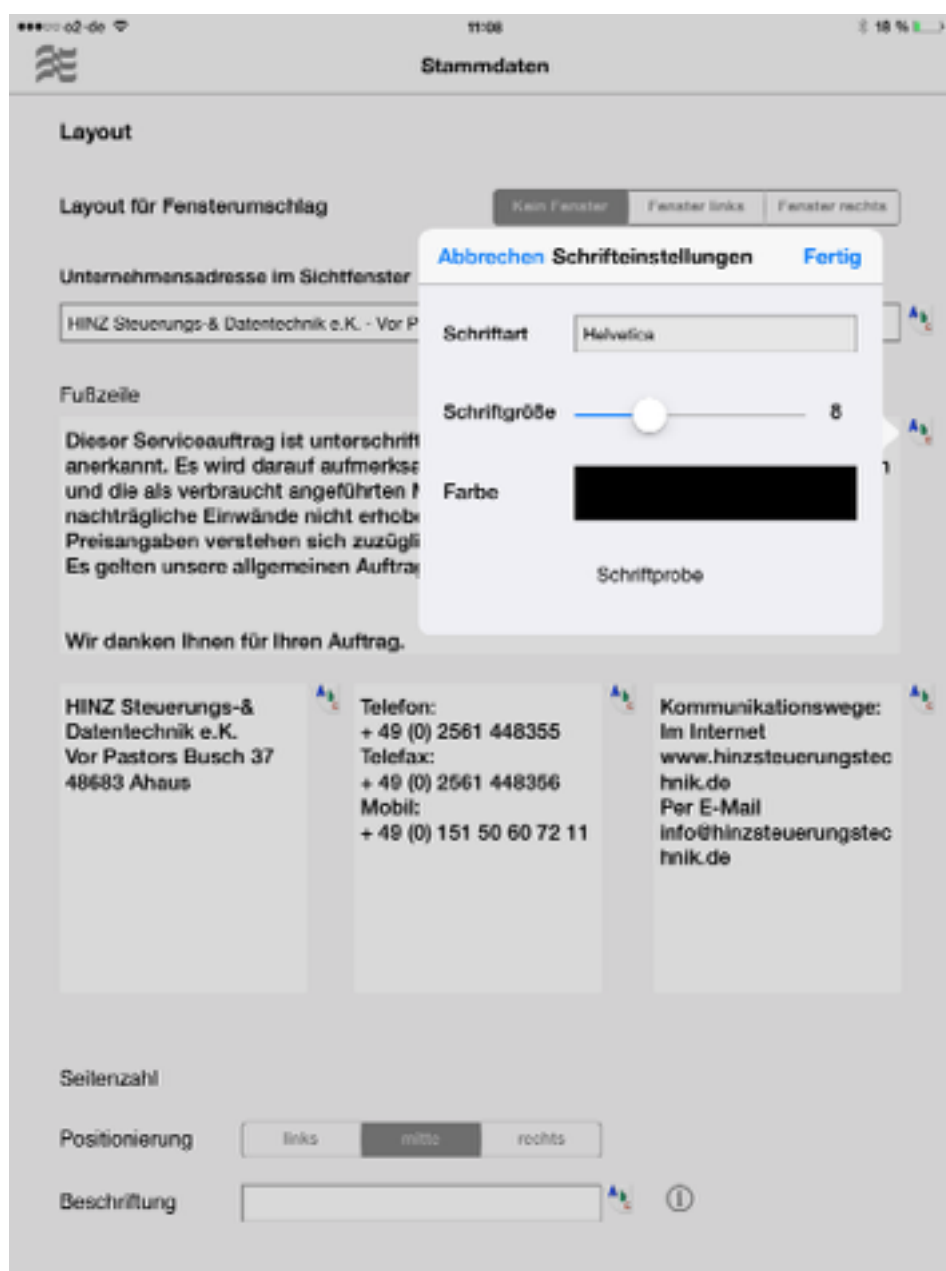 o2-de 11:08 18 %
Stammdaten
Layout
Layout für Fensterumschlag
Kein Fenster Fenster links Fenster rechts
Unternehmensadresse im Sichtfenster
HINZ Steuerungs-& Datentechnik e.K. - Vor P
Abbrechen Schrifteinstellungen Fertig
Schriftart Helvetica
Schriftgröße 8
Farbe
Schriftprobe
Fußzeile
Dieser Serviceauftrag ist unterschrift
anerkannt. Es wird darauf aufmerksa
und die als verbraucht angeführten
nachträgliche Einwände nicht erhobe
Preisangaben verstehen sich zuzügli
Es gelten unsere allgemeinen Auftra
Wir danken Ihnen für Ihren Auftrag.
HINZ Steuerungs-&
Datentechnik e.K.
Vor Pastors Busch 37
48683 Ahaus
Telefon:
+ 49 (0) 2561 448355
Telefax:
+ 49 (0) 2561 448356
Mobil:
+ 49 (0) 151 50 60 72 11
Kommunikationswege:
Im Internet
www.hinzsteuerungstec
hnik.de
Per E-Mail
info@hinzsteuerungstec
hnik.de
Seitenzahl
Positionierung links mitte rechts
Beschriftung